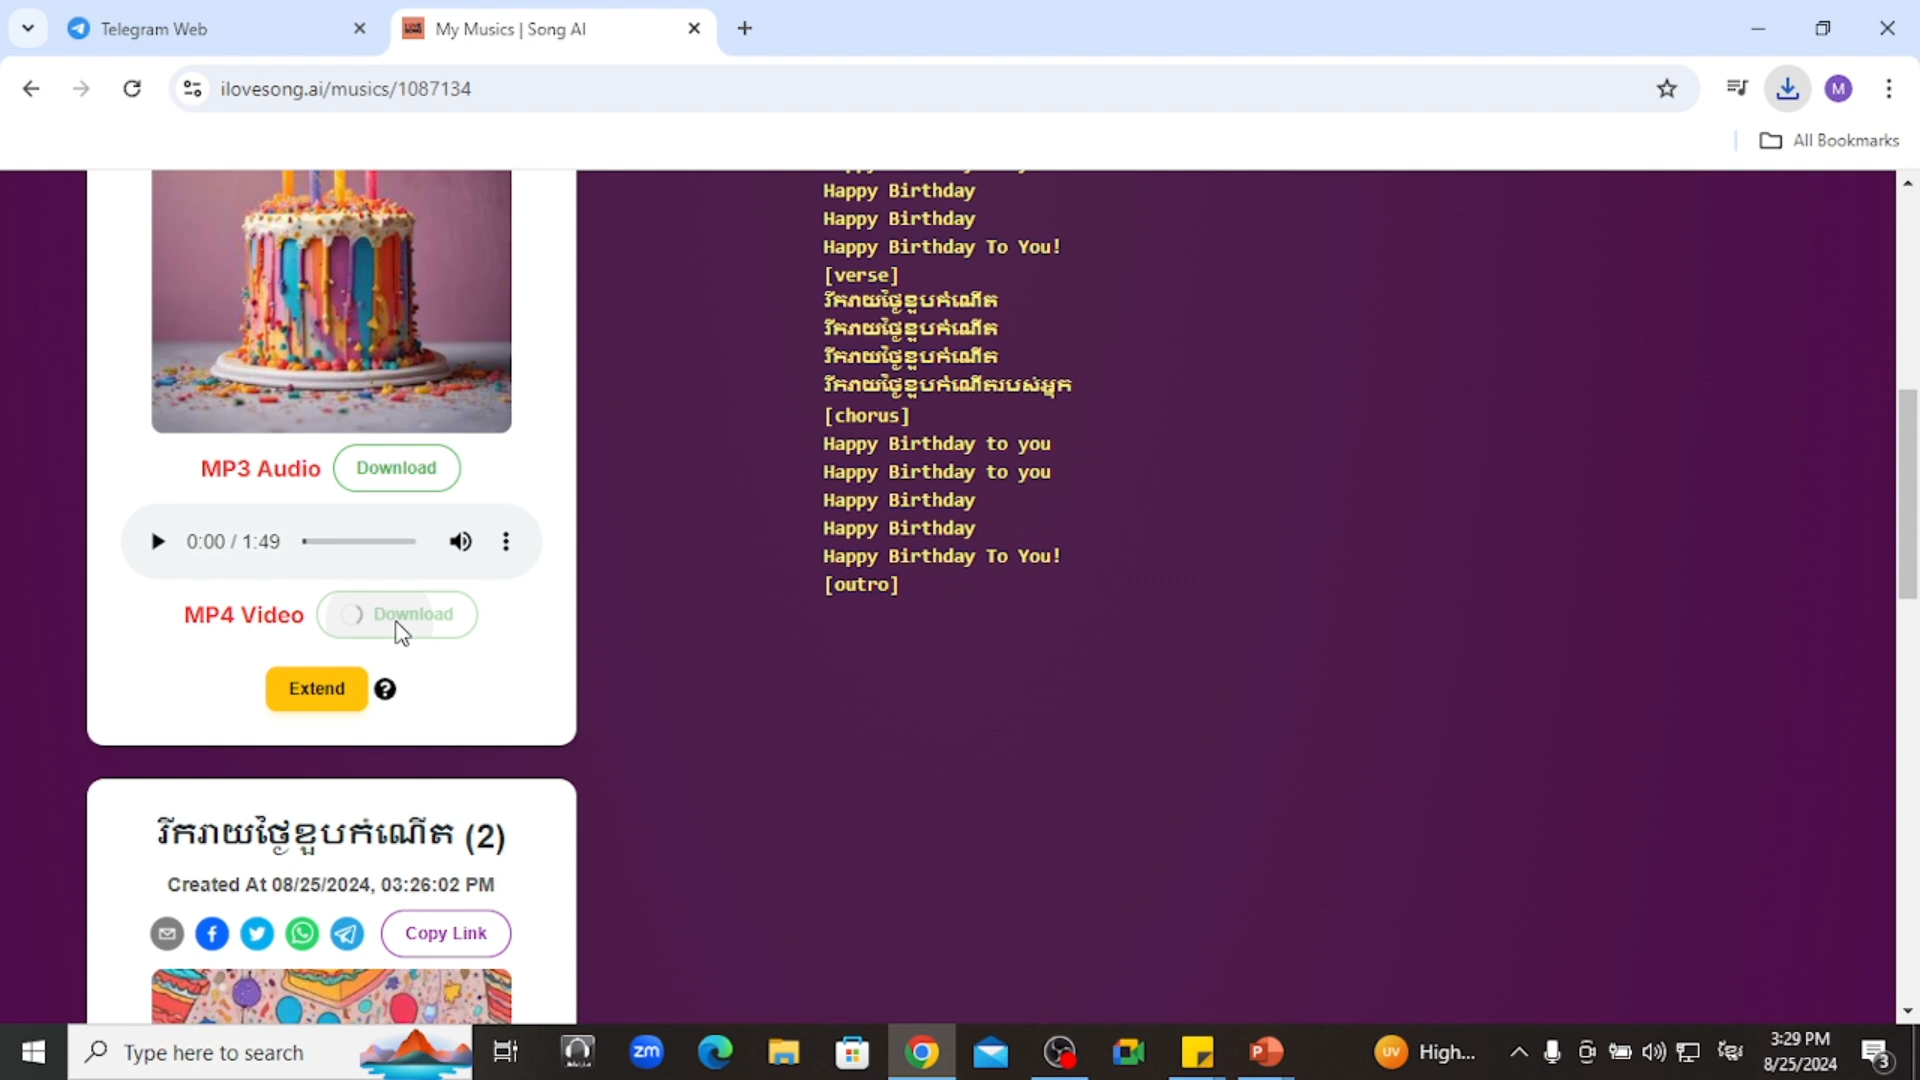 Telegram Web
My Musics | Song AI
ilovesong.ai/musics/1087134
M
All Bookmarks
MP3 Audio
Download
0:00 / 1:49
MP4 Video
Download
Extend
?
រីករាយថ្ងៃខួបកំណើត (2)
Created At 08/25/2024, 03:26:02 PM
Copy Link
Happy Birthday
Happy Birthday
Happy Birthday To You!
[verse]
រីករាយថ្ងៃខួបកំណើត
រីករាយថ្ងៃខួបកំណើត
រីករាយថ្ងៃខួបកំណើត
រីករាយថ្ងៃខួបកំណើតរបស់អ្នក
[chorus]
Happy Birthday to you
Happy Birthday to you
Happy Birthday
Happy Birthday
Happy Birthday To You!
[outro]
Type here to search
zm
UV
High...
3:29 PM
8/25/2024
3